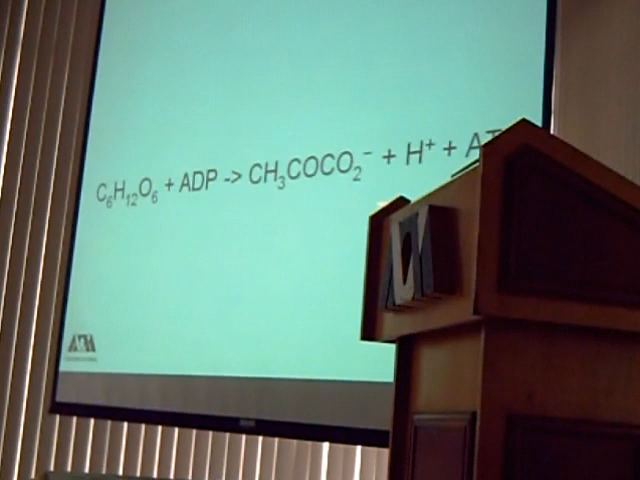 C₆H₁₂O₆ + ADP -> CH₃COCO₂⁻ + H⁺ +